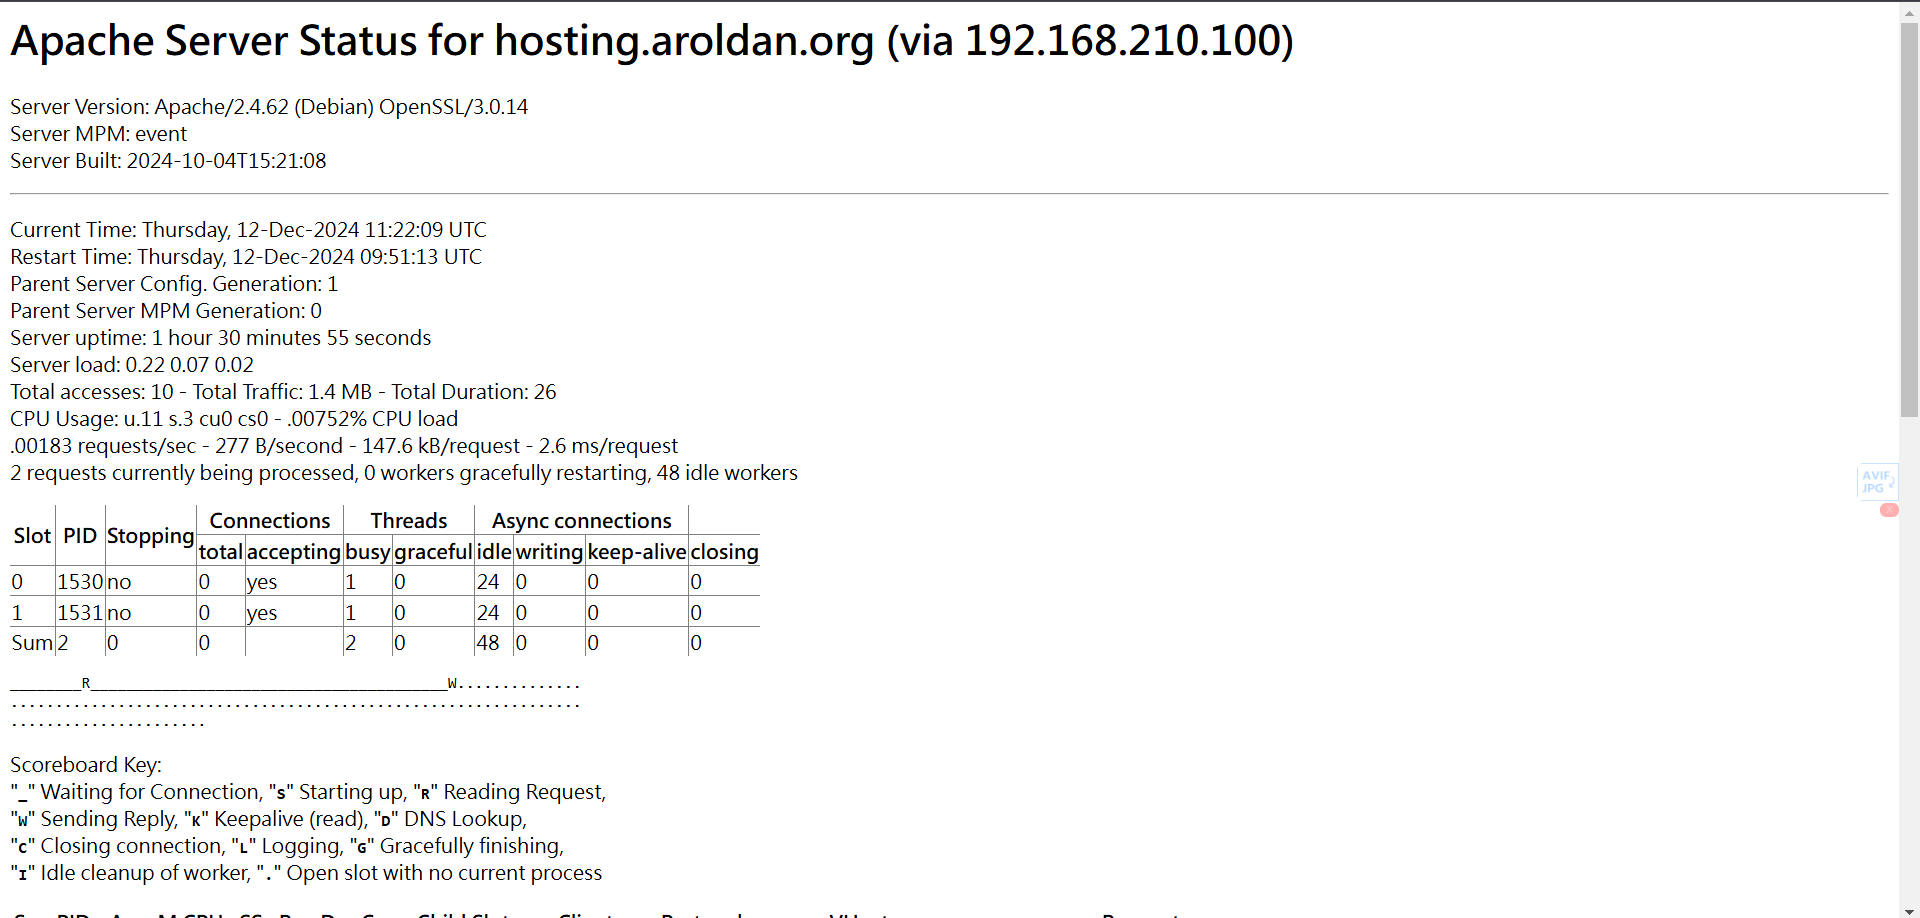 Apache Server Status for hosting.aroldan.org (via 192.168.210.100)
Server Version: Apache/2.4.62 (Debian) OpenSSL/3.0.14
Server MPM: event
Server Built: 2024-10-04T15:21:08
Current Time: Thursday, 12-Dec-2024 11:22:09 UTC
Restart Time: Thursday, 12-Dec-2024 09:51:13 UTC
Parent Server Config. Generation: 1
Parent Server MPM Generation: 0
Server uptime: 1 hour 30 minutes 55 seconds
Server load: 0.22 0.07 0.02
Total accesses: 10 - Total Traffic: 1.4 MB - Total Duration: 26
CPU Usage: u.11 s.3 cu0 cs0 - .00752% CPU load
.00183 requests/sec - 277 B/second - 147.6 kB/request - 2.6 ms/request
2 requests currently being processed, 0 workers gracefully restarting, 48 idle workers
AVIF
JPG
Slot PID Stopping Connections Threads Async connections
total accepting busy graceful idle writing keep-alive closing
0 1530 no 0 yes 1 0 24 0 0 0
1 1531 no 0 yes 1 0 24 0 0 0
Sum 2 0 0 2 0 48 0 0 0
________R________________________________________W..............
................................................................
......................
Scoreboard Key:
"_" Waiting for Connection, "S" Starting up, "R" Reading Request,
"W" Sending Reply, "K" Keepalive (read), "D" DNS Lookup,
"C" Closing connection, "L" Logging, "G" Gracefully finishing,
"I" Idle cleanup of worker, "." Open slot with no current process